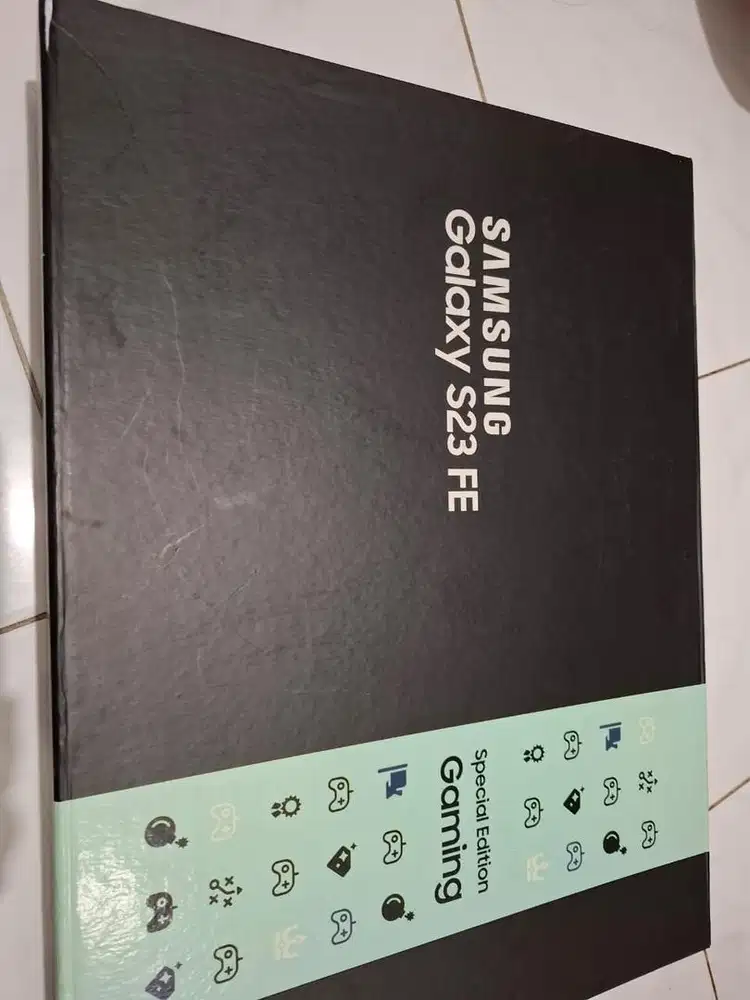 SAMSUNG
Galaxy S23 FE
Special Edition
Gaming